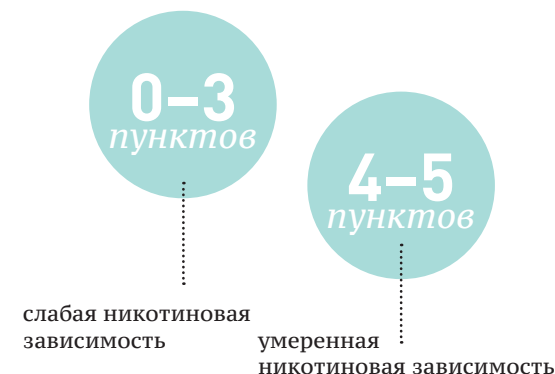 0–3
пунктов
4–5
пунктов
слабая никотиновая
зависимость
умеренная
никотиновая зависимость